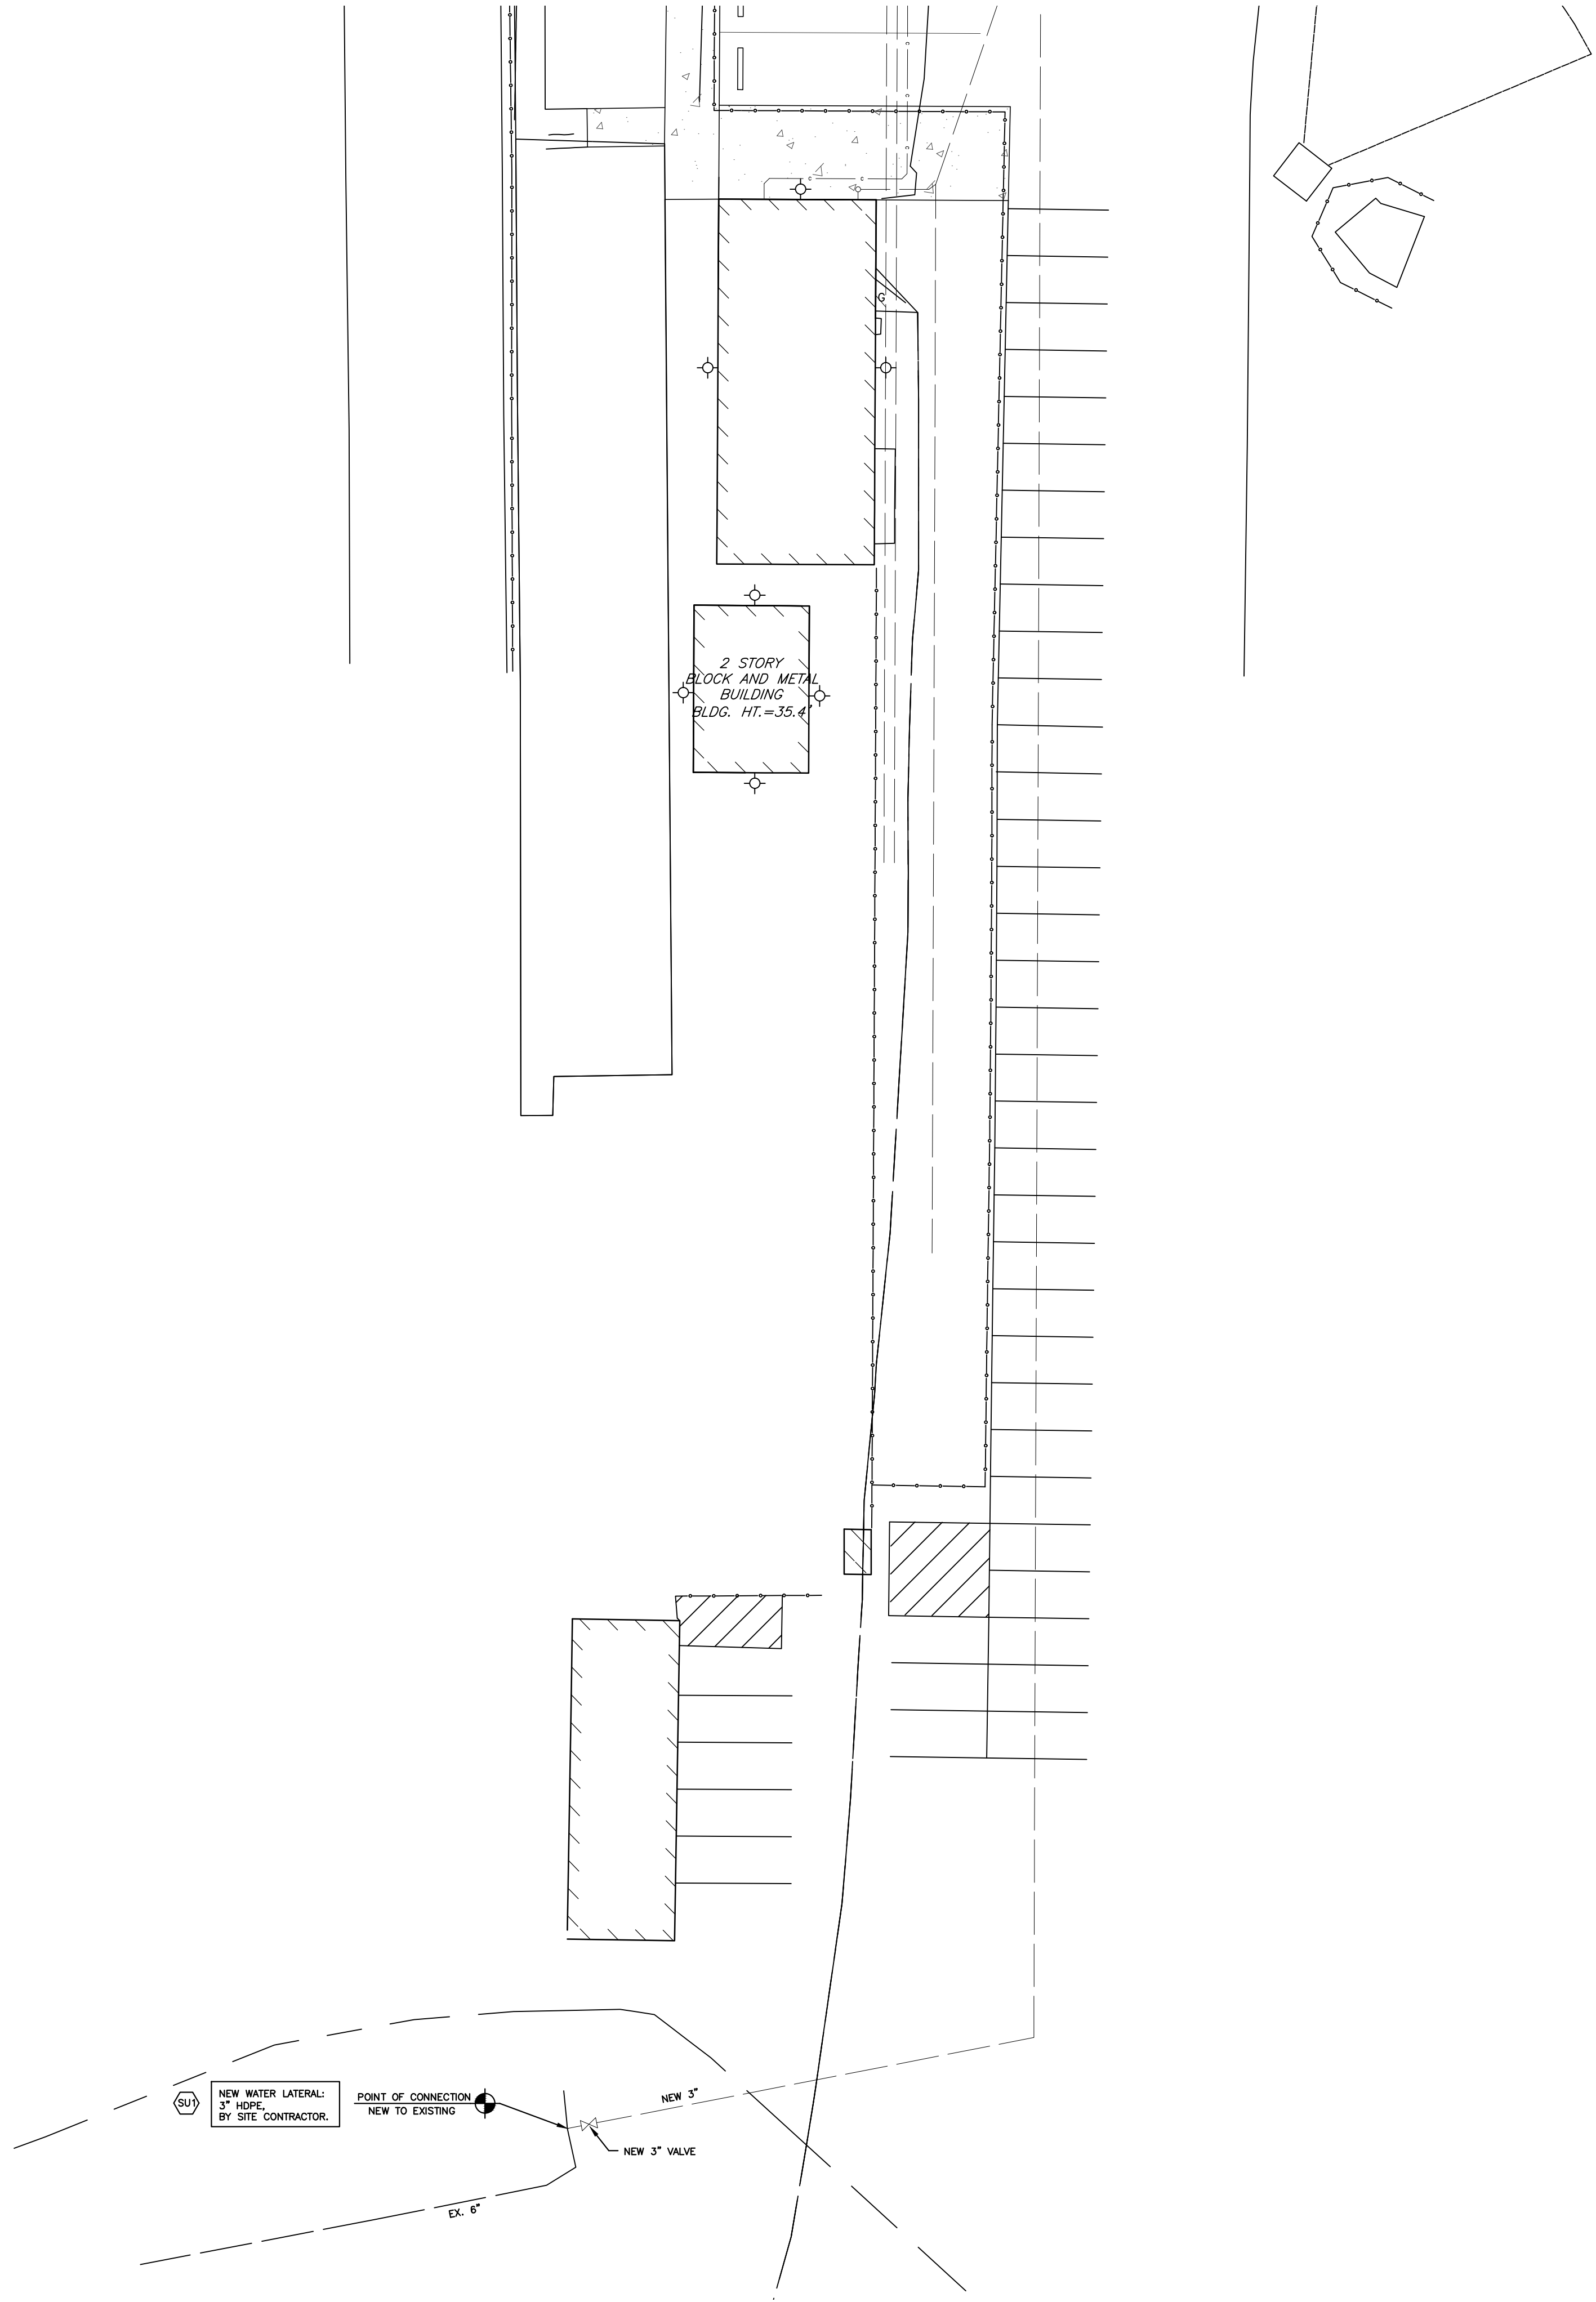 G
2 STORY
BLOCK AND METAL
BUILDING
BLDG. HT.=35.4'
SU1
NEW WATER LATERAL:
3" HDPE,
BY SITE CONTRACTOR.
POINT OF CONNECTION
NEW TO EXISTING
NEW 3"
NEW 3" VALVE
EX. 6"